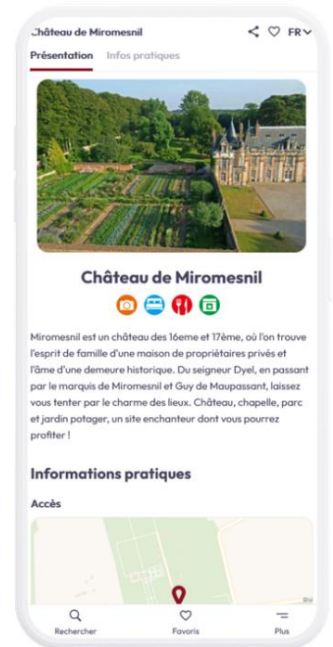 Château de Miromesnil FR
Présentation Infos pratiques
Château de Miromesnil
Miromesnil est un château des 16eme et 17ème, où l'on trouve
l'esprit de famille d'une maison de propriétaires privés et
l'âme d'une demeure historique. Du seigneur Dyel, en passant
par le marquis de Miromesnil et Guy de Maupassant, laissez
vous tenter par le charme des lieux. Château, chapelle, parc
et jardin potager, un site enchanteur dont vous pourrez
profiter !
Informations pratiques
Accès
Rechercher Favoris Plus